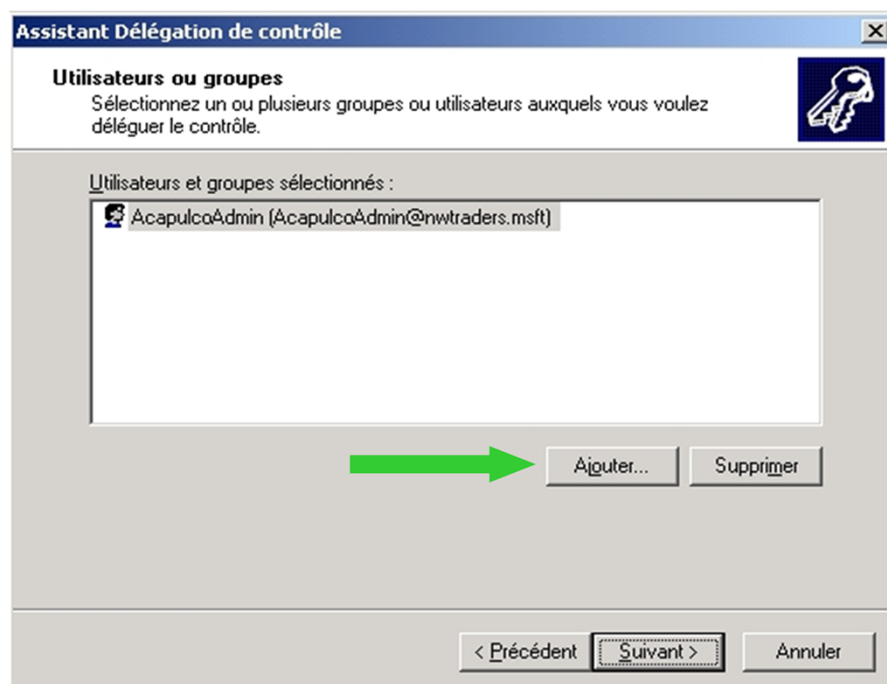 Assistant Délégation de contrôle
Utilisateurs ou groupes
Sélectionnez un ou plusieurs groupes ou utilisateurs auxquels vous voulez
déléguer le contrôle.
Utilisateurs et groupes sélectionnés :
AcapulcoAdmin (AcapulcoAdmin@nwtraders.msft)
Ajouter... Supprimer
< Précédent Suivant > Annuler